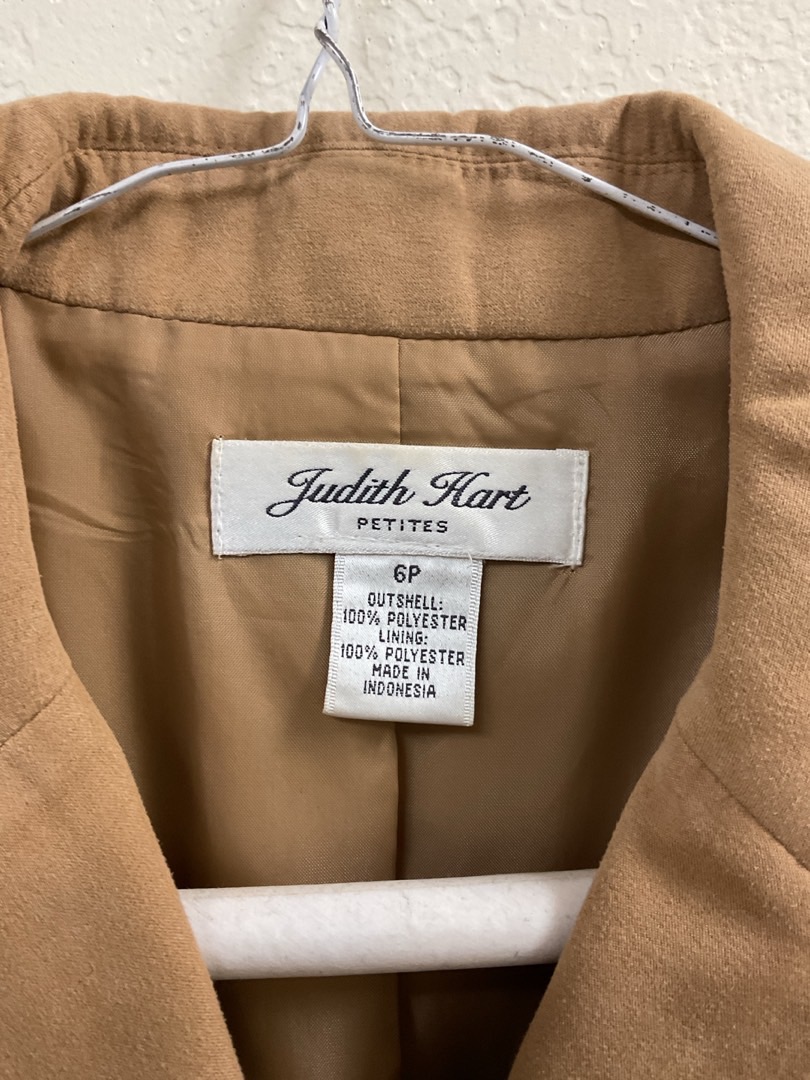 Judith Hart
PETITES
6P
OUTSHELL:
100% POLYESTER
LINING:
100% POLYESTER
MADE IN
INDONESIA